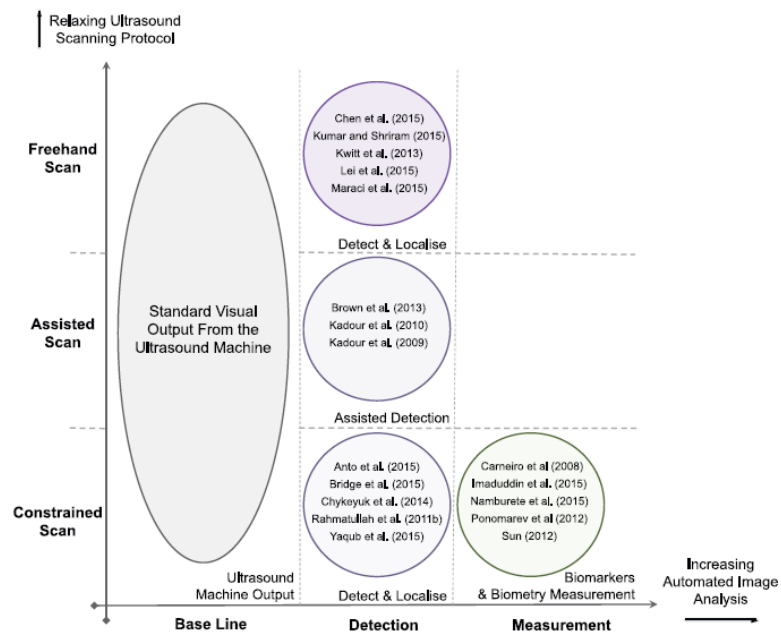 Relaxing Ultrasound
Scanning Protocol
Freehand
Scan
Chen et al. (2015)
Kumar and Shriram (2015)
Kwitt et al. (2013)
Lei et al. (2015)
Maraci et al. (2015)
Detect & Localise
Assisted
Scan
Standard Visual
Output From the
Ultrasound Machine
Brown et al. (2013)
Kadour et al. (2010)
Kadour et al. (2009)
Assisted Detection
Constrained
Scan
Anto et al. (2015)
Bridge et al. (2015)
Chykeyuk et al. (2014)
Rahmatullah et al. (2011b)
Yaqub et al. (2015)
Carneiro et al (2008)
Imaduddin et al. (2015)
Namburete et al. (2015)
Ponomarev et al (2012)
Sun (2012)
Ultrasound
Machine Output
Detect & Localise
Biomarkers
& Biometry Measurement
Increasing
Automated Image
Analysis
Base Line
Detection
Measurement